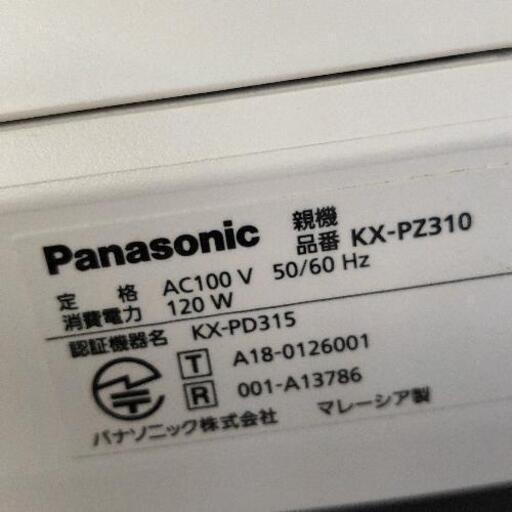 Panasonic 親機 品番 KX-PZ310
定 格 AC100 V 50/60 Hz
消費電力 120 W
認証機器名 KX-PD315
T A18-0126001
R 001-A13786
パナソニック株式会社 マレーシア製